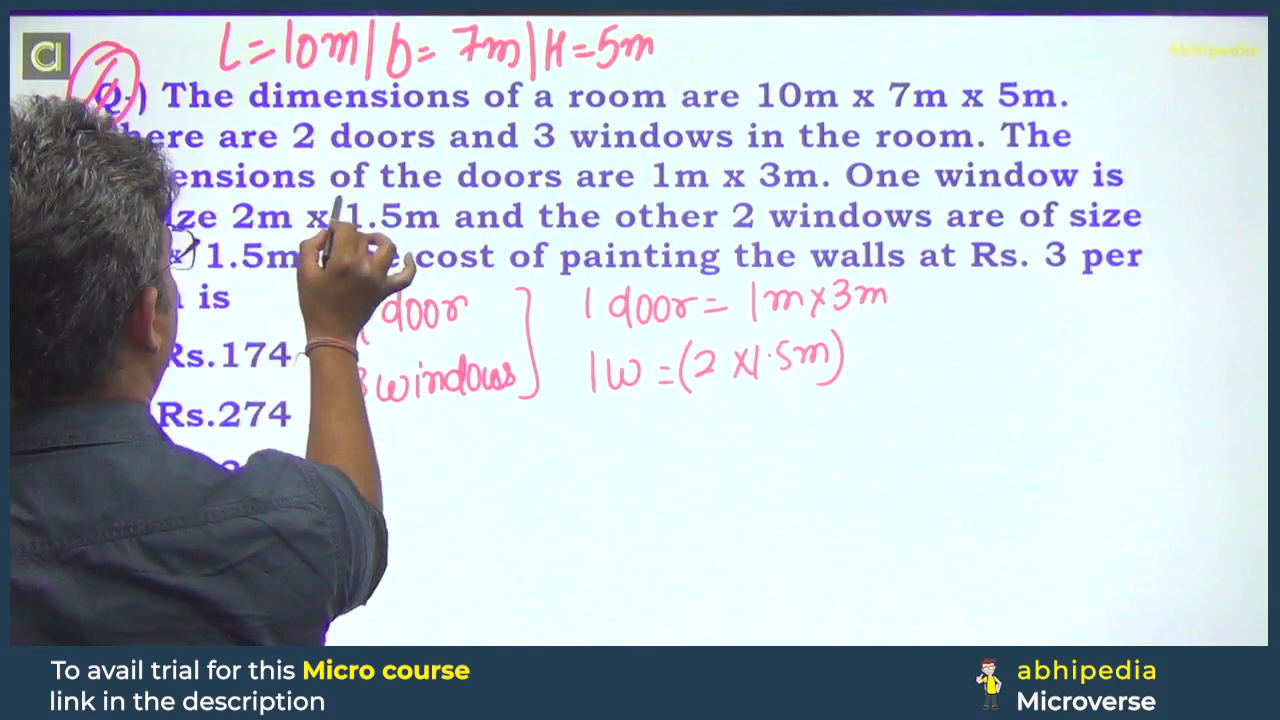 L=10m| b= 7m|H=5m
Abhipedia
Q-) The dimensions of a room are 10m x 7m x 5m.
are 2 doors and 3 windows in the room. The
of the doors are 1m x 3m. One window is
2m x 1.5m and the other 2 windows are of size
1.5m cost of painting the walls at Rs. 3 per
is
door
1 door = 1m x 3m
windows
1W =(2 x1.5m)
Rs.174
Rs.274
To avail trial for this Micro course
link in the description
abhipedia
Microverse